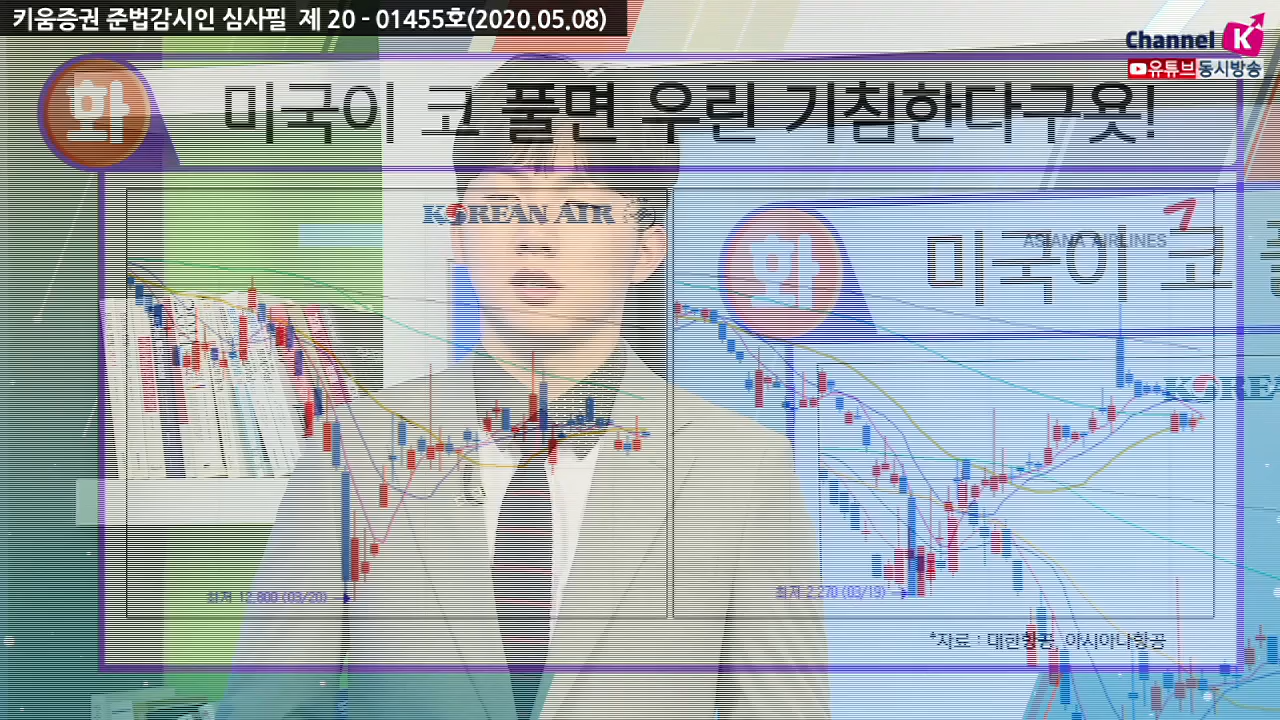 키움증권 준법감시인 심사필 제 20 - 01455호(2020.05.08)
Channel K
유튜브 동시방송
화 미국이 코 풀면 우린 기침한다구욧!
KOREAN AIR
화 미국이 코
ASIANA AIRLINES
KOREA
최저 12,800 (03/20)
최저 2,270 (03/19)
*자료 : 대한항공, 아시아나항공